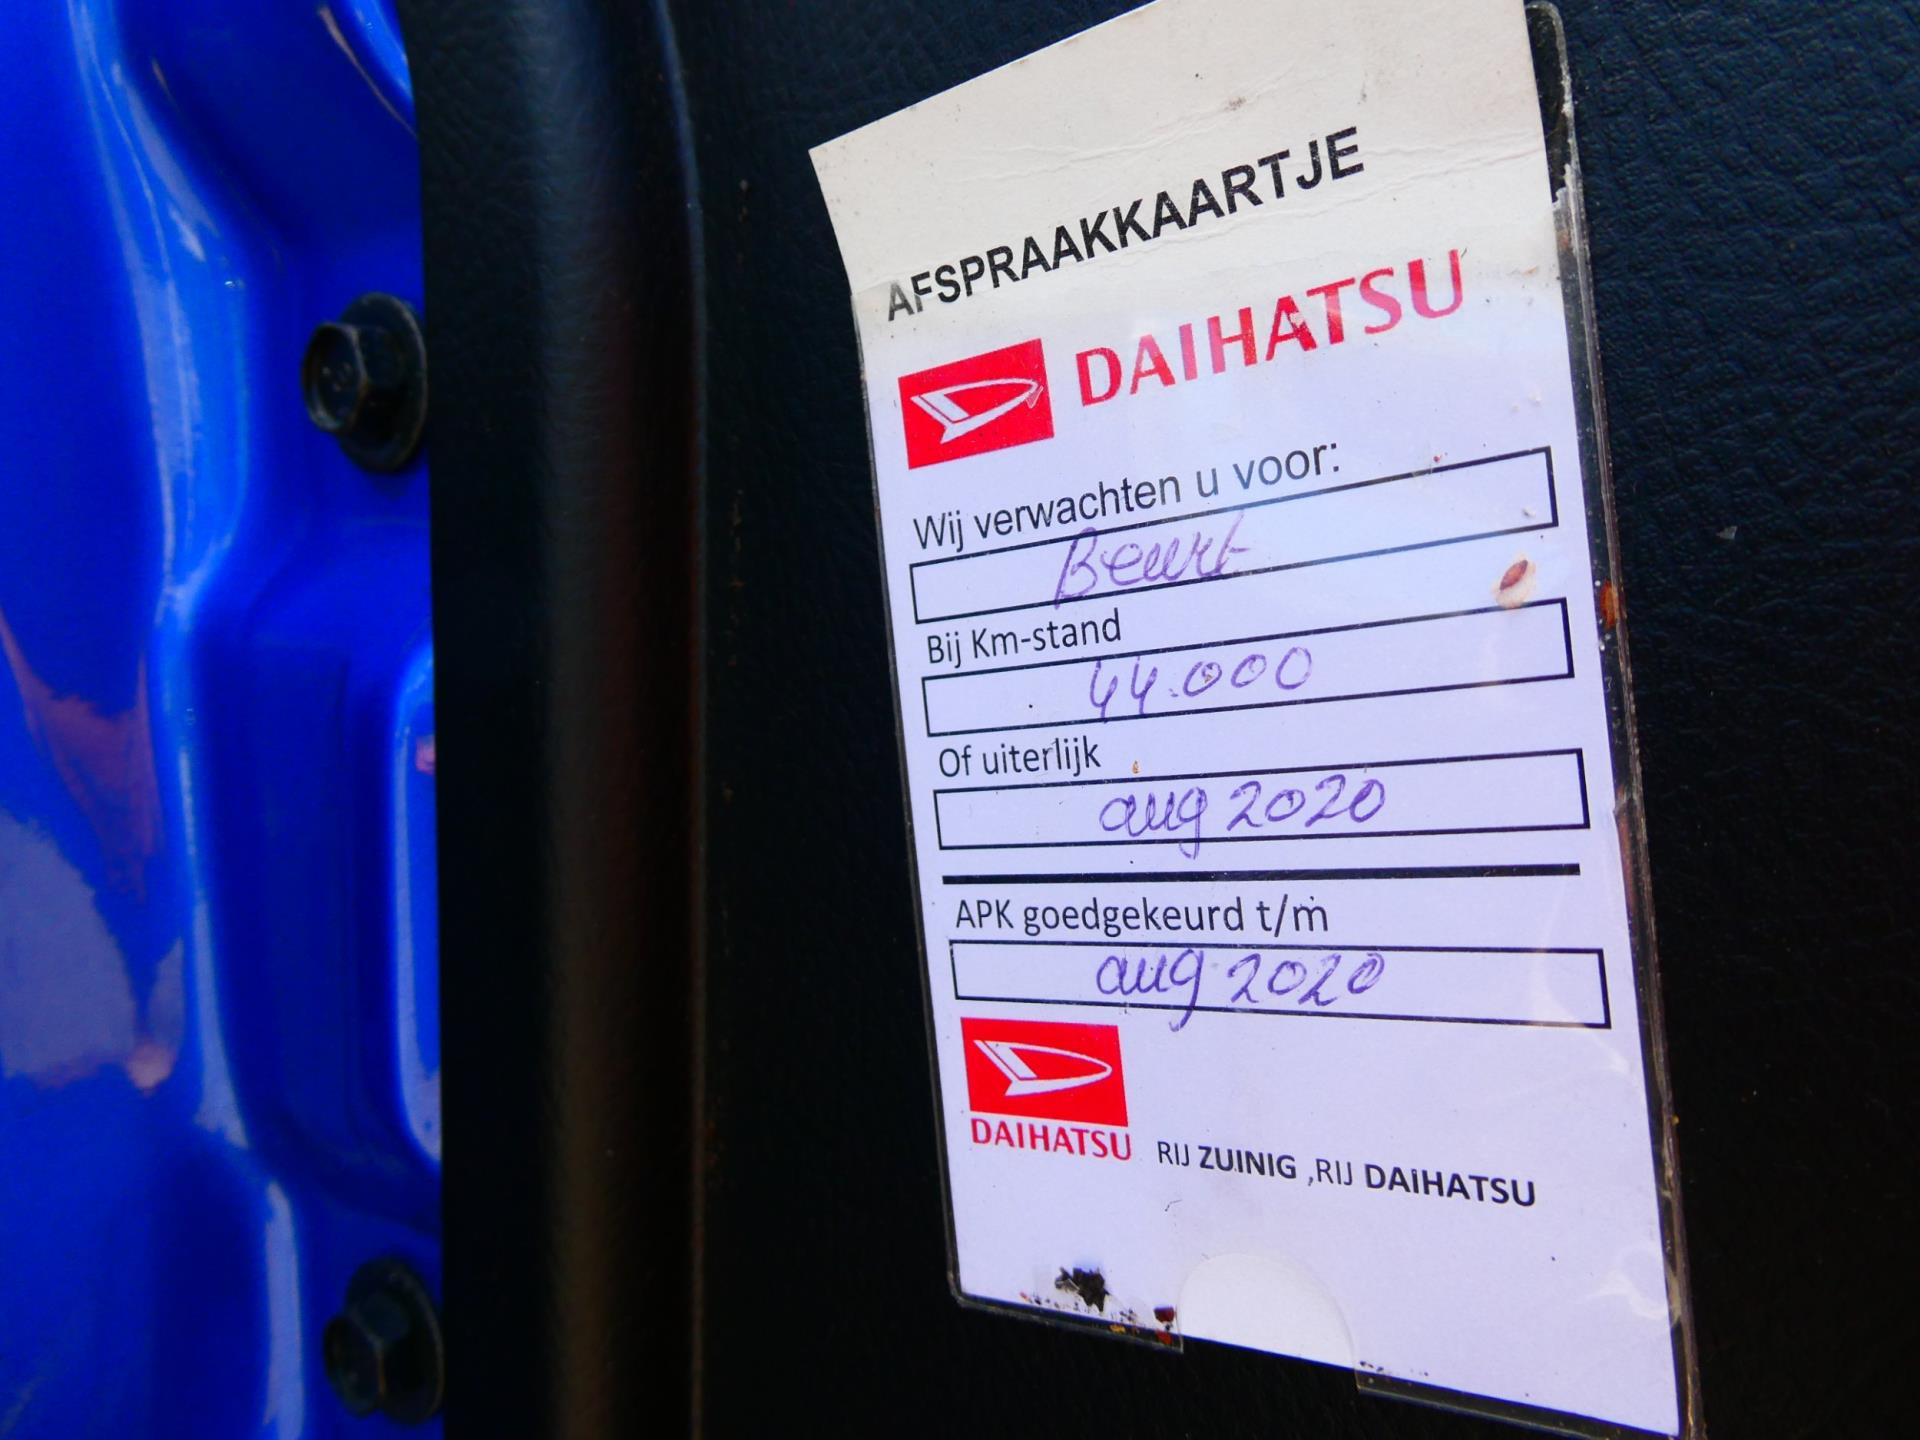 AFSPRAAKKAARTJE
DAIHATSU
Wij verwachten u voor:
Beurt
Bij Km-stand
44.000
Of uiterlijk
aug 2020
APK goedgekeurd t/m
aug 2020
DAIHATSU
RIJ ZUINIG ,RIJ DAIHATSU